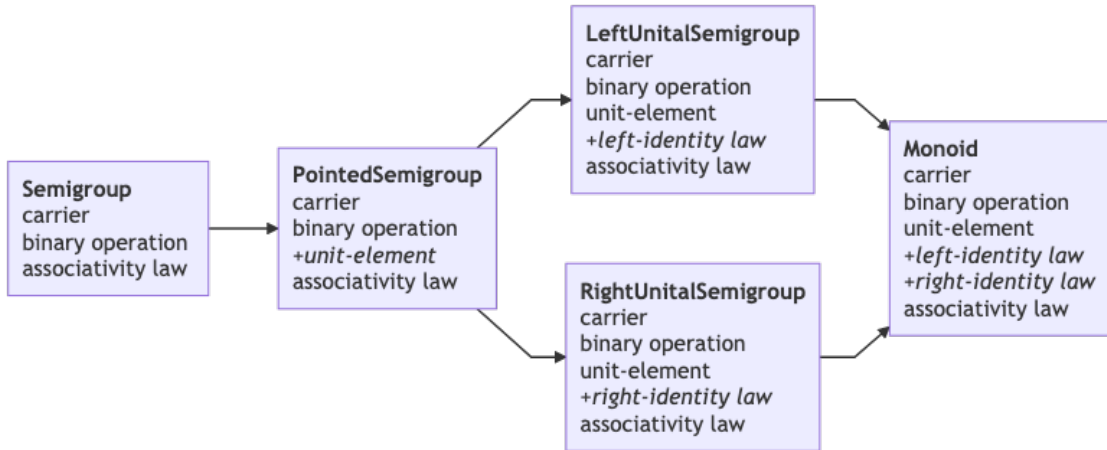 Semigroup
carrier
binary operation
associativity law
PointedSemigroup
carrier
binary operation
+unit-element
associativity law
LeftUnitalSemigroup
carrier
binary operation
unit-element
+left-identity law
associativity law
RightUnitalSemigroup
carrier
binary operation
unit-element
+right-identity law
associativity law
Monoid
carrier
binary operation
unit-element
+left-identity law
+right-identity law
associativity law